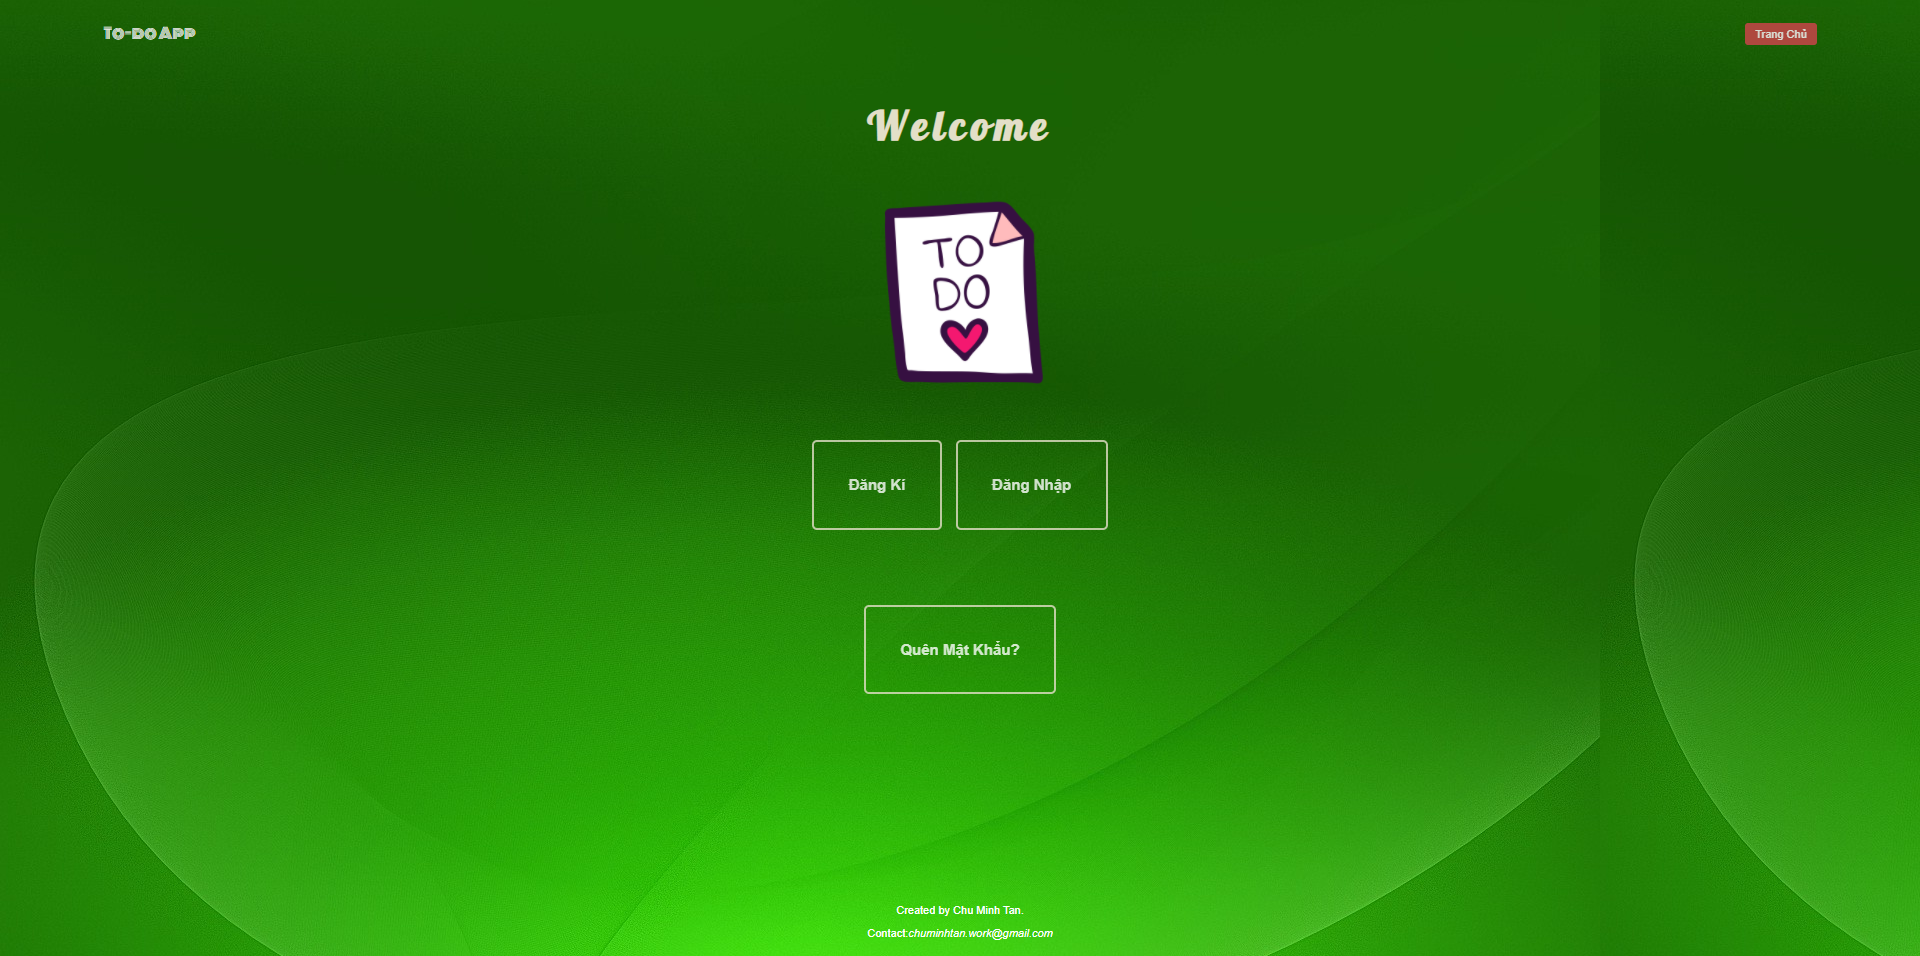 To-Do App
Trang Chủ
Welcome
TO
DO
Đăng Kí
Đăng Nhập
Quên Mật Khẩu?
Created by Chu Minh Tan.
Contact:chuminhtan.work@gmail.com